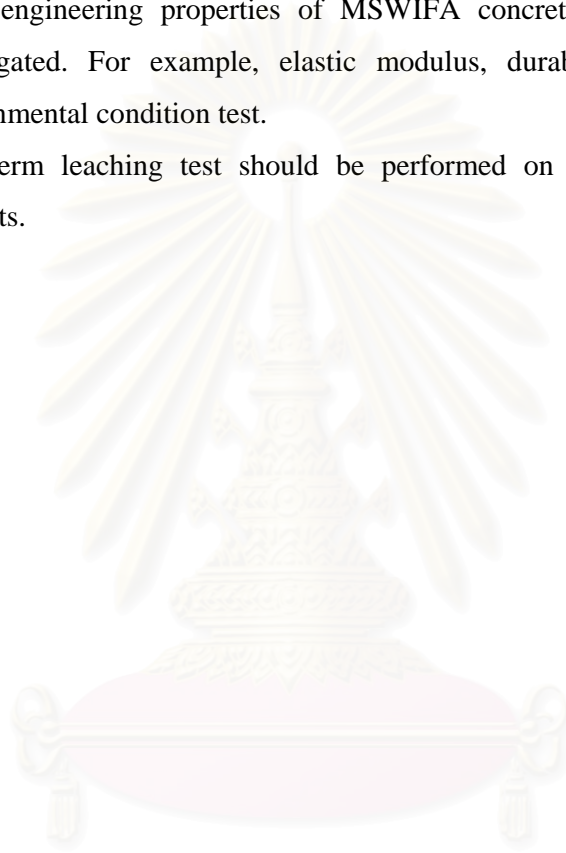 engineering properties of MSWIFA concret
gated. For example, elastic modulus, durab
nmental condition test.
erm leaching test should be performed on
ts.